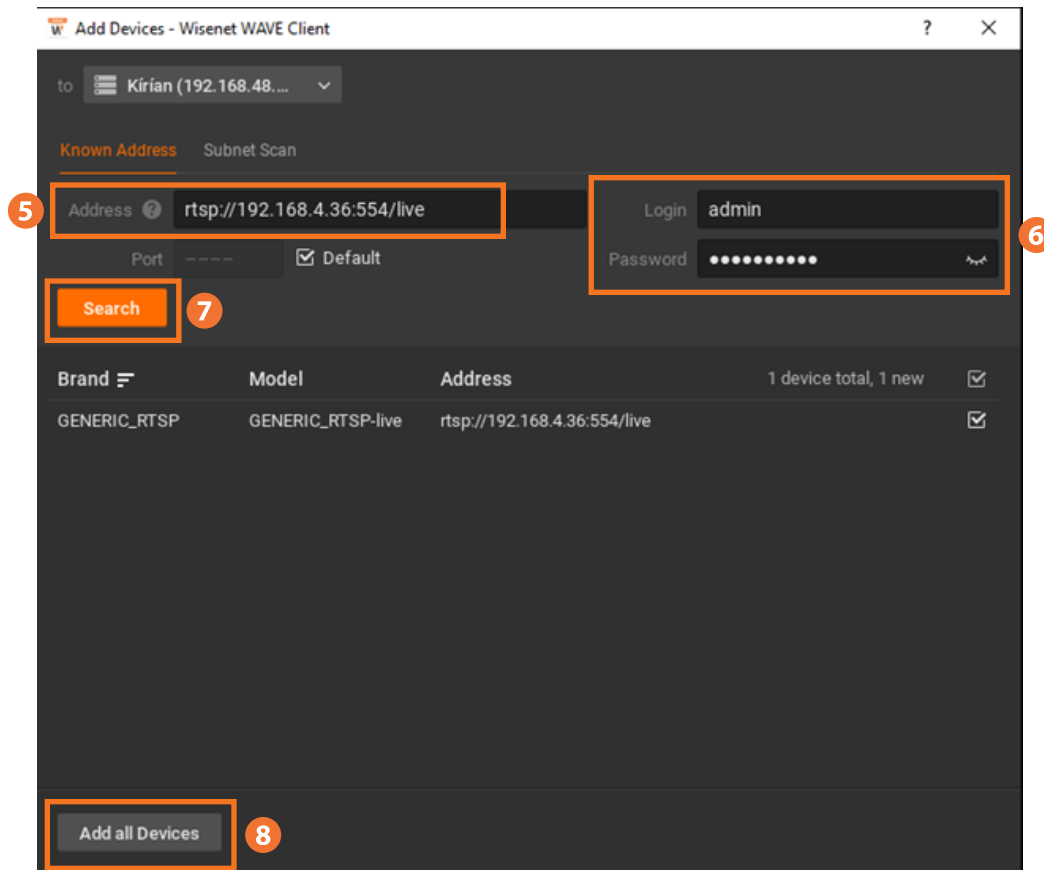 W Add Devices - Wisenet WAVE Client ? ×
to Kírían (192.168.48....
Known Address Subnet Scan
5 Address ? rtsp://192.168.4.36:554/live Login admin 6
Port ---- Default Password ●●●●●●●●●●
Search 7
Brand Model Address 1 device total, 1 new
GENERIC_RTSP GENERIC_RTSP-live rtsp://192.168.4.36:554/live
Add all Devices 8